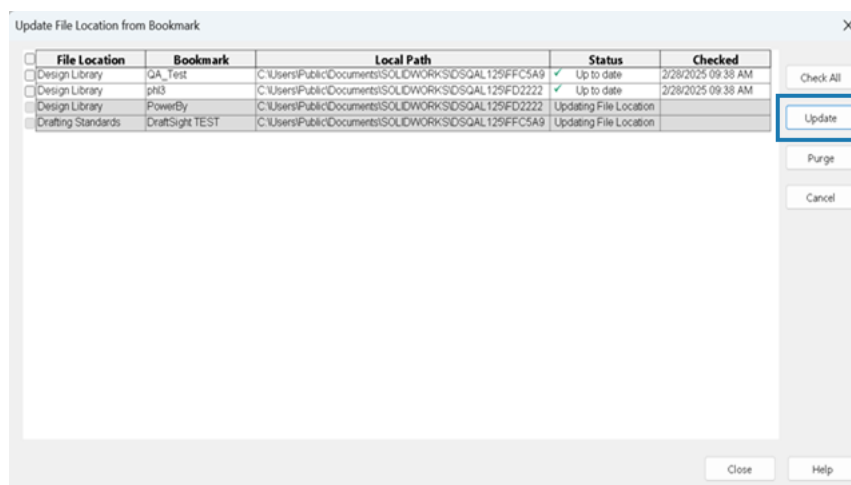 Update File Location from Bookmark
File Location Bookmark Local Path Status Checked
Design Library QA_Test C:\Users\Public\Documents\SOLIDWORKS\DSQAL125\FFC5A9 ✓ Up to date 2/28/2025 09:38 AM
Design Library phl3 C:\Users\Public\Documents\SOLIDWORKS\DSQAL125\FD2222 ✓ Up to date 2/28/2025 09:38 AM
Design Library PowerBy C:\Users\Public\Documents\SOLIDWORKS\DSQAL125\FD2222 Updating File Location
Drafting Standards DraftSight TEST C:\Users\Public\Documents\SOLIDWORKS\DSQAL125\FFC5A9 Updating File Location
Check All
Update
Purge
Cancel
Close Help